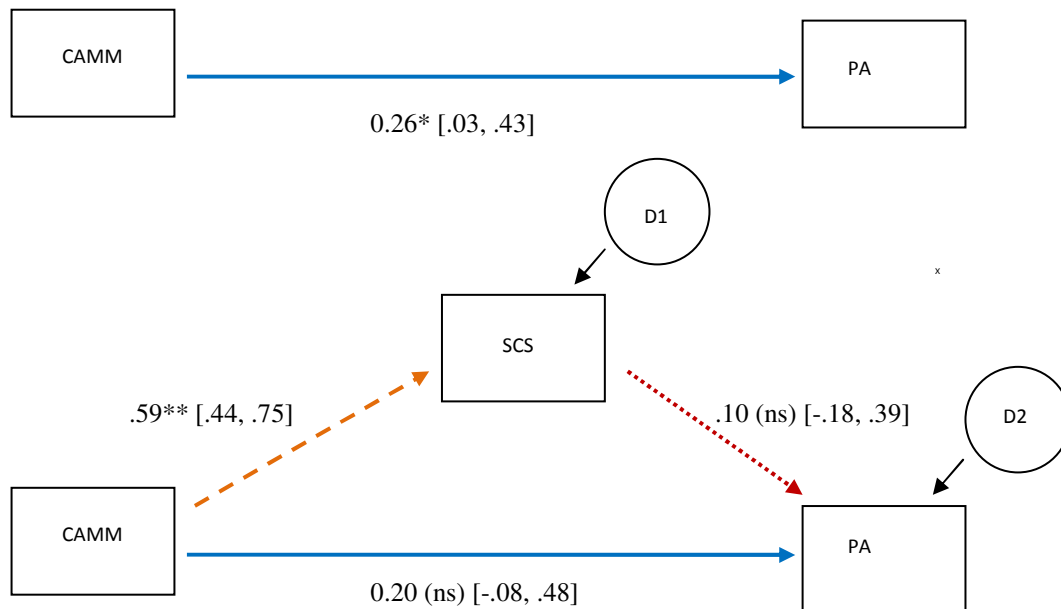 CAMM
PA
0.26* [.03, .43]
D1
x
SCS
.59** [.44, .75]
.10 (ns) [-.18, .39]
D2
CAMM
PA
0.20 (ns) [-.08, .48]